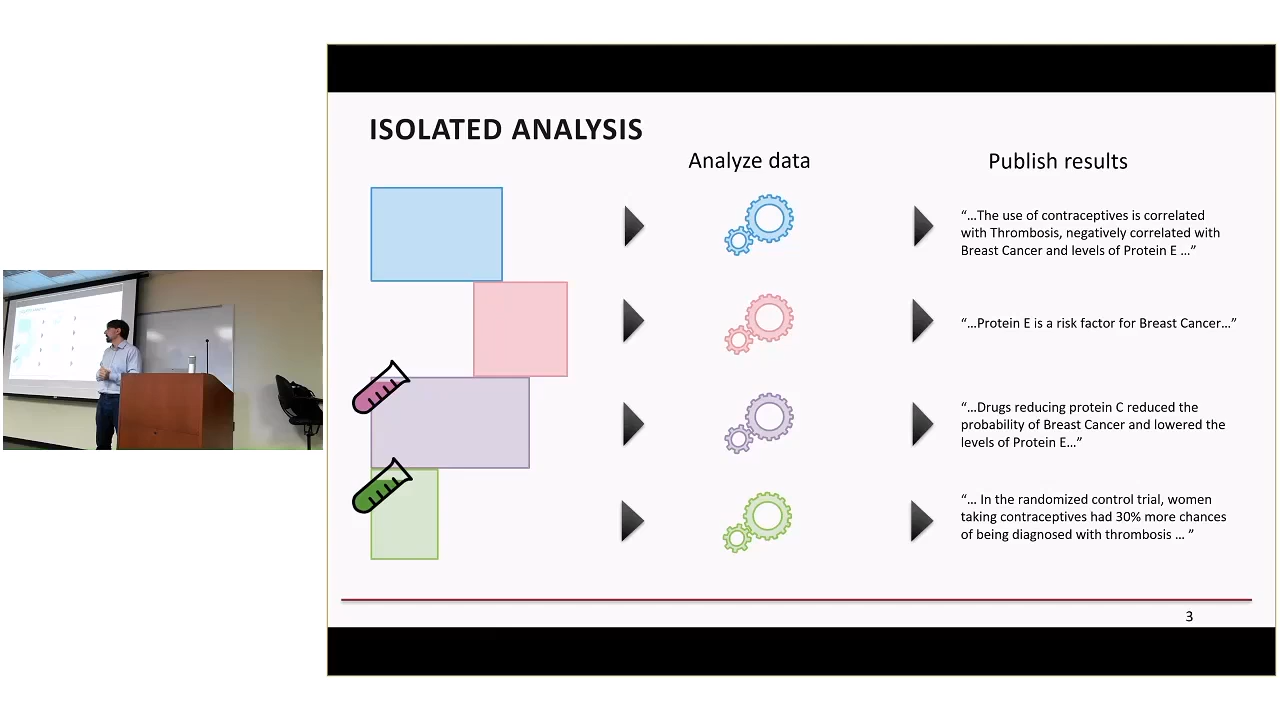 ISOLATED ANALYSIS
Analyze data
Publish results
“…The use of contraceptives is correlated
with Thrombosis, negatively correlated with
Breast Cancer and levels of Protein E …”
“…Protein E is a risk factor for Breast Cancer…”
“…Drugs reducing protein C reduced the
probability of Breast Cancer and lowered the
levels of Protein E…”
“… In the randomized control trial, women
taking contraceptives had 30% more chances
of being diagnosed with thrombosis … ”
3